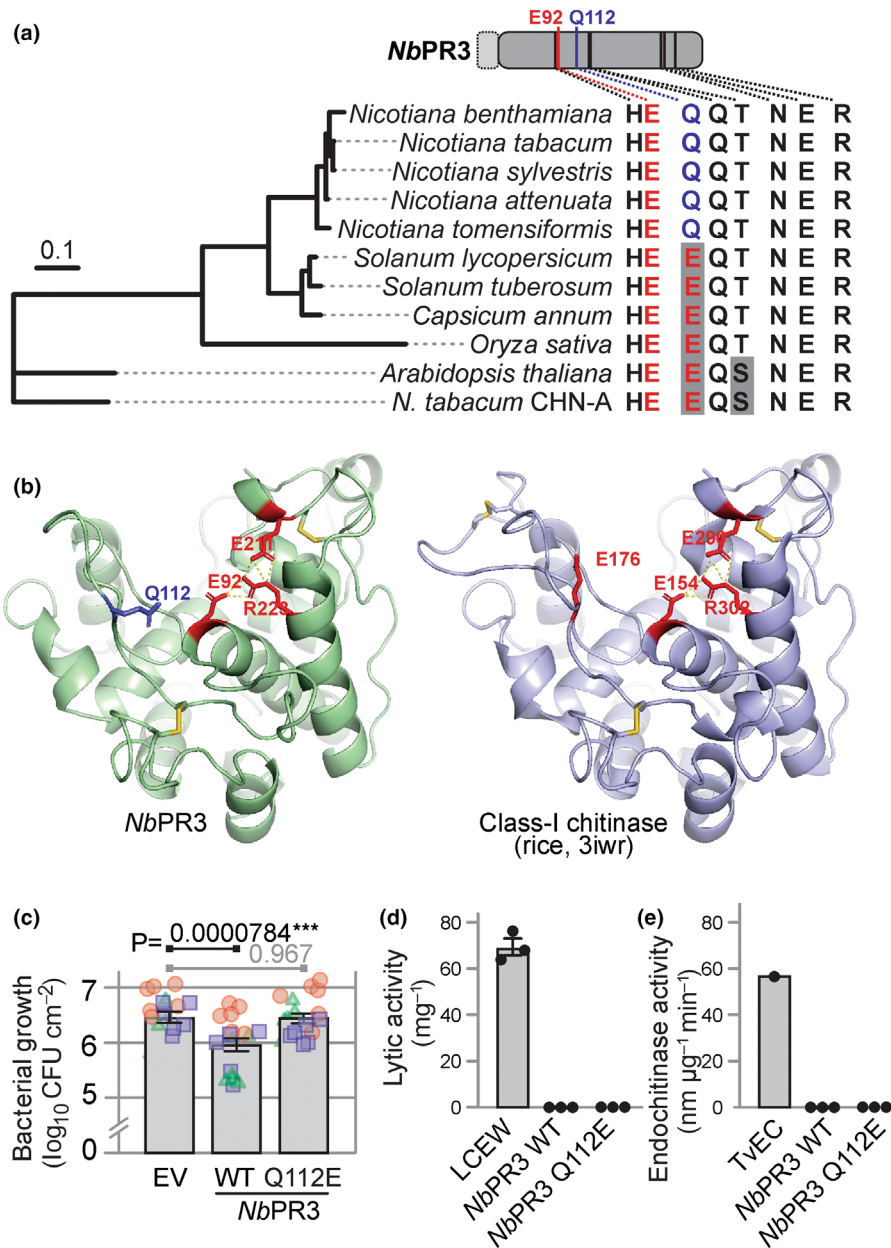 (a)
E92 Q112
NbPR3
Nicotiana benthamiana H E Q Q T N E R
Nicotiana tabacum H E Q Q T N E R
Nicotiana sylvestris H E Q Q T N E R
Nicotiana attenuata H E Q Q T N E R
Nicotiana tomensiformis H E Q Q T N E R
0.1
Solanum lycopersicum H E E Q T N E R
Solanum tuberosum H E E Q T N E R
Capsicum annum H E E Q T N E R
Oryza sativa H E E Q T N E R
Arabidopsis thaliana H E E Q S N E R
N. tabacum CHN-A H E E Q S N E R
(b)
E211
E92
Q112
R223
NbPR3
E176
E290
E154
R302
Class-I chitinase
(rice, 3iwr)
(c)
P= 0.0000784***
0.967
Bacterial growth
(log10 CFU cm–2)
7
6
5
0
EV WT Q112E
NbPR3
(d)
Lytic activity
(mg–1)
80
60
40
20
0
LCEW
NbPR3 WT
NbPR3 Q112E
(e)
Endochitinase activity
(nm µg–1 min–1)
80
60
40
20
0
TvEC
NbPR3 WT
NbPR3 Q112E